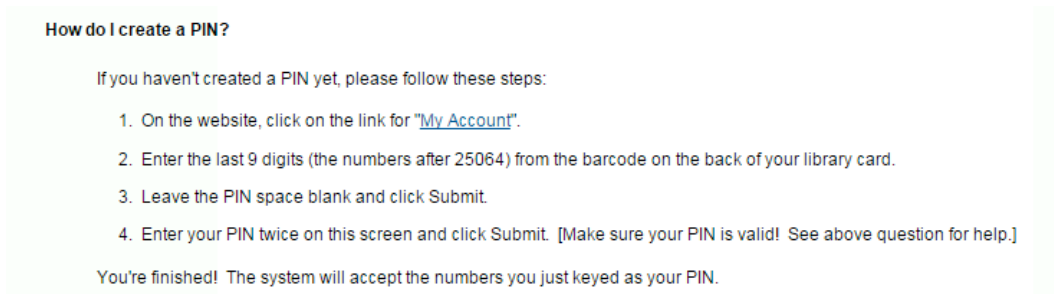 How do I create a PIN?
If you haven't created a PIN yet, please follow these steps:
1. On the website, click on the link for "My Account".
2. Enter the last 9 digits (the numbers after 25064) from the barcode on the back of your library card.
3. Leave the PIN space blank and click Submit.
4. Enter your PIN twice on this screen and click Submit. [Make sure your PIN is valid! See above question for help.]
You're finished! The system will accept the numbers you just keyed as your PIN.